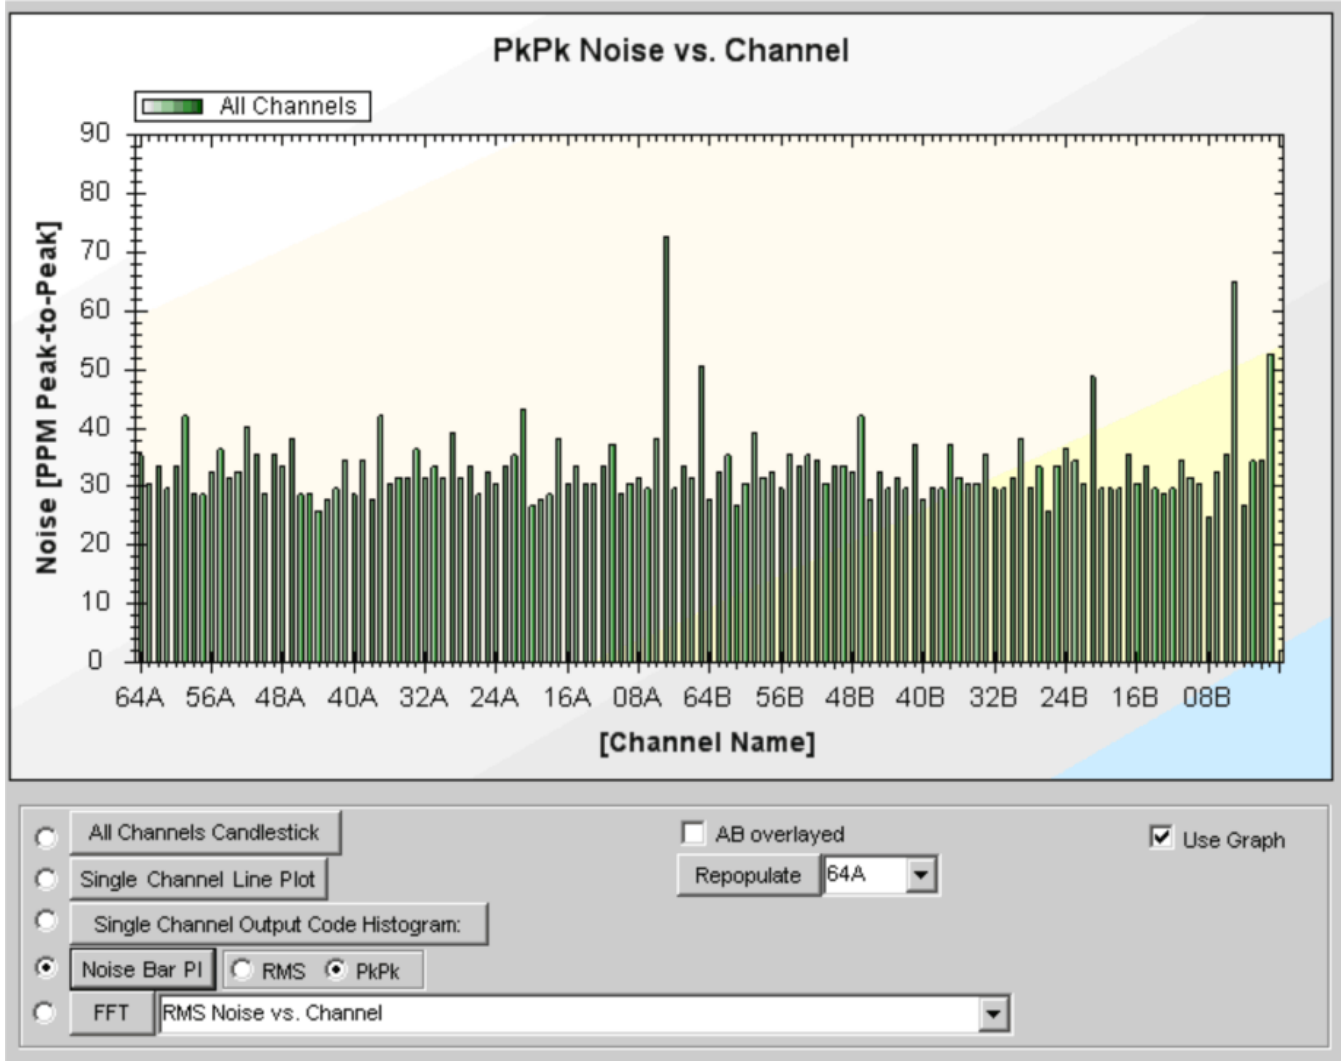 PkPk Noise vs. Channel
All Channels
90
80
70
60
50
40
30
20
10
0
Noise [PPM Peak-to-Peak]
64A 56A 48A 40A 32A 24A 16A 08A 64B 56B 48B 40B 32B 24B 16B 08B
[Channel Name]
All Channels Candlestick
AB overlayed
Use Graph
Single Channel Line Plot
Repopulate 64A
Single Channel Output Code Histogram:
Noise Bar Pl RMS PkPk
FFT RMS Noise vs. Channel